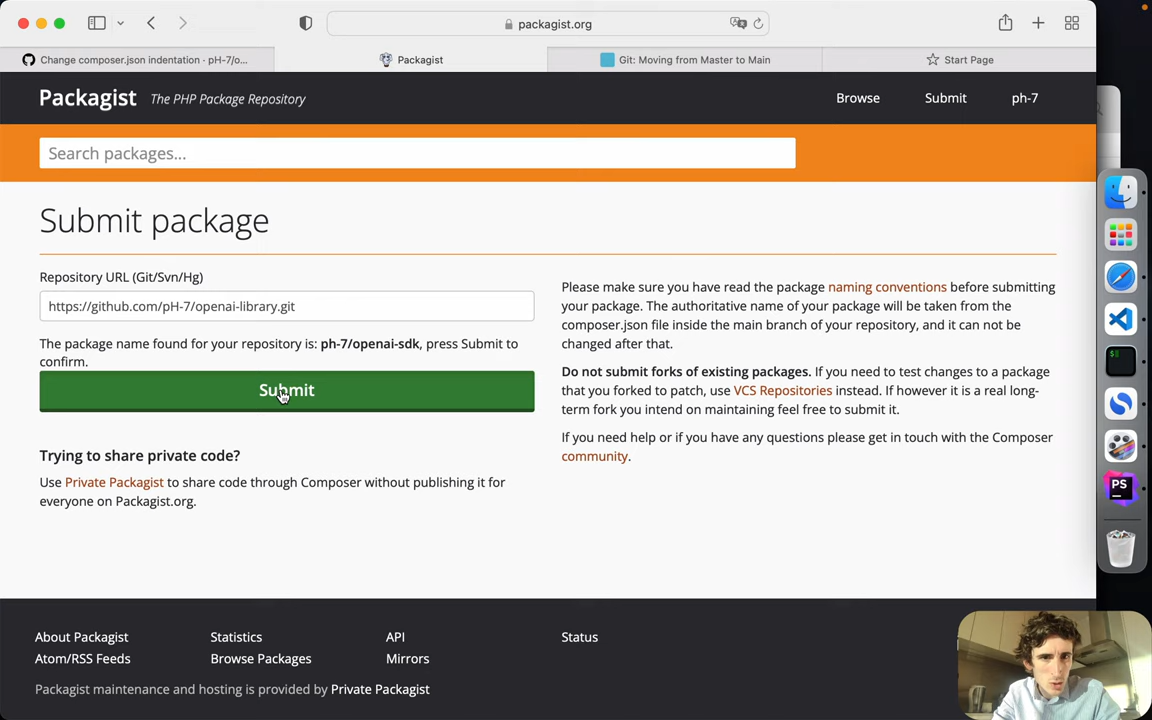 packagist.org
Change composer.json indentation · pH-7/o...
Packagist
Git: Moving from Master to Main
Start Page
Packagist The PHP Package Repository
Browse
Submit
ph-7
Search packages...
Submit package
Repository URL (Git/Svn/Hg)
https://github.com/pH-7/openai-library.git
The package name found for your repository is: ph-7/openai-sdk, press Submit to
confirm.
Submit
Trying to share private code?
Use Private Packagist to share code through Composer without publishing it for
everyone on Packagist.org.
Please make sure you have read the package naming conventions before submitting
your package. The authoritative name of your package will be taken from the
composer.json file inside the main branch of your repository, and it can not be
changed after that.
Do not submit forks of existing packages. If you need to test changes to a package
that you forked to patch, use VCS Repositories instead. If however it is a real long-
term fork you intend on maintaining feel free to submit it.
If you need help or if you have any questions please get in touch with the Composer
community.
PS
About Packagist
Statistics
API
Status
Atom/RSS Feeds
Browse Packages
Mirrors
Packagist maintenance and hosting is provided by Private Packagist